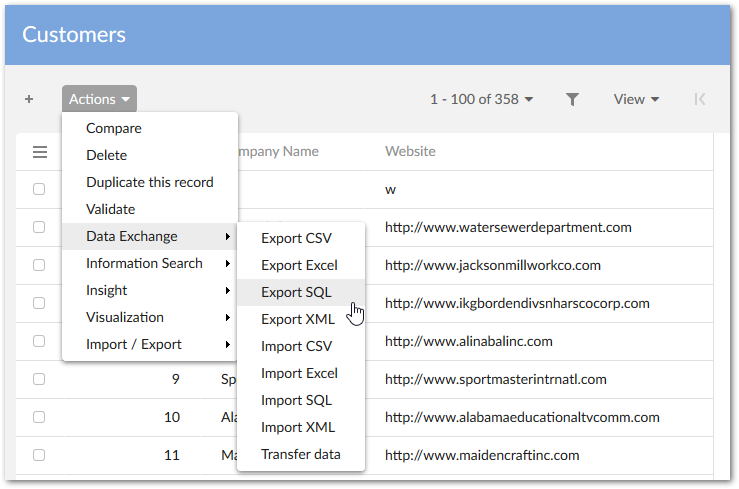 Customers
+ Actions 1 - 100 of 358 View
Compare
Delete
Duplicate this record
Validate
Data Exchange
Information Search
Insight
Visualization
Import / Export
Export CSV
Export Excel
Export SQL
Export XML
Import CSV
Import Excel
Import SQL
Import XML
Transfer data
mpany Name Website
w
http://www.watersewerdepartment.com
http://www.jacksonmillworkco.com
http://www.ikgbordendivsnharscocorp.com
http://www.alinabalinc.com
9 Sp http://www.sportmasterintrnatl.com
10 Ala http://www.alabamaeducationaltvcomm.com
11 Ma http://www.maidencraftinc.com